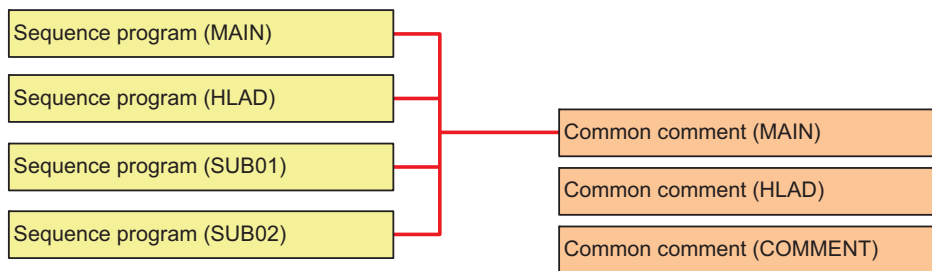 Sequence program (MAIN)
Sequence program (HLAD)
Sequence program (SUB01)
Sequence program (SUB02)
Common comment (MAIN)
Common comment (HLAD)
Common comment (COMMENT)